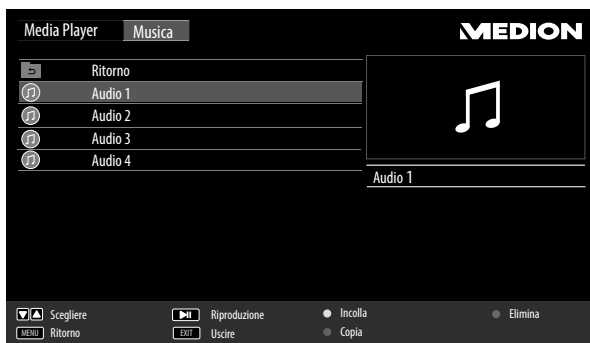 Media Player Musica MEDION
Ritorno
Audio 1
Audio 2
Audio 3
Audio 4
Audio 1
Scegliere Riproduzione Incolla Elimina
MENU Ritorno EXIT Uscire Copia